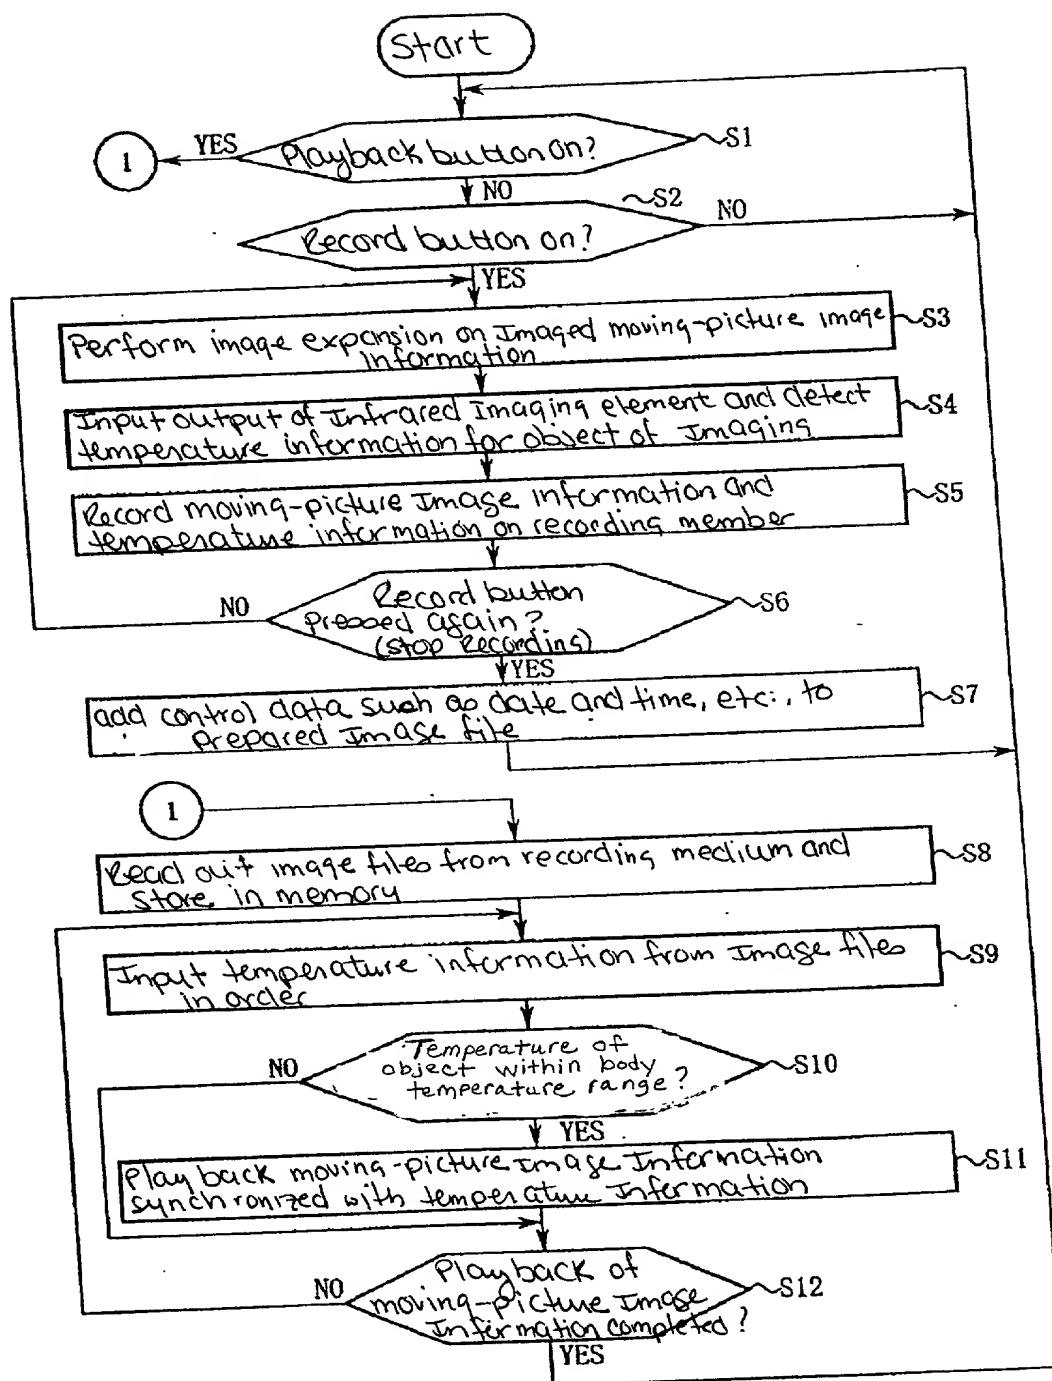 Start
Playback button on?
S1
YES
1
NO
S2
Record button on?
NO
YES
Perform image expansion on Imaged moving-picture image
information
S3
Input output of Infrared Imaging element and detect
temperature information for object of Imaging
S4
Record moving-picture Image information and
temperature information on recording member
S5
Record button
pressed again?
(stop Recording)
S6
NO
YES
add control data such as date and time, etc., to
prepared Image file
S7
1
Read out image files from recording medium and
store in memory
S8
Input temperature information from Image files
in order
S9
Temperature of
object within body
temperature range?
S10
NO
YES
Play back moving-picture Image Information
synchronized with temperature Information
S11
Playback of
moving-picture Image
Information completed?
S12
NO
YES